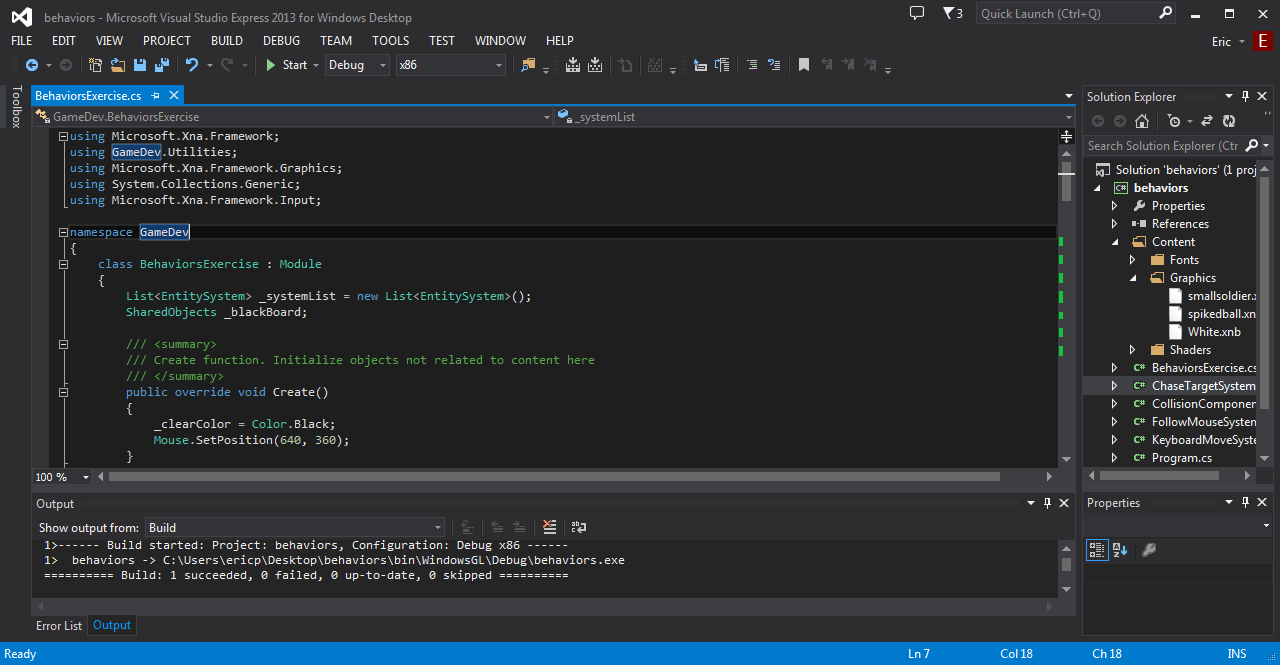 behaviors - Microsoft Visual Studio Express 2013 for Windows Desktop
3
Quick Launch (Ctrl+Q)
FILE EDIT VIEW PROJECT BUILD DEBUG TEAM TOOLS TEST WINDOW HELP
Eric E
Start Debug x86
Toolbox
BehaviorsExercise.cs
GameDev.BehaviorsExercise
_systemList
using Microsoft.Xna.Framework;
using GameDev.Utilities;
using Microsoft.Xna.Framework.Graphics;
using System.Collections.Generic;
using Microsoft.Xna.Framework.Input;
namespace GameDev
{
class BehaviorsExercise : Module
{
List<EntitySystem> _systemList = new List<EntitySystem>();
SharedObjects _blackBoard;
/// <summary>
/// Create function. Initialize objects not related to content here
/// </summary>
public override void Create()
{
_clearColor = Color.Black;
Mouse.SetPosition(640, 360);
}
100 %
Solution Explorer
Search Solution Explorer (Ctr
Solution 'behaviors' (1 proj
behaviors
Properties
References
Content
Fonts
Graphics
smallsoldier.x
spikedball.xn
White.xnb
Shaders
BehaviorsExercise.cs
ChaseTargetSystem
CollisionComponen
FollowMouseSystem
KeyboardMoveSyste
Program.cs
Output
Show output from: Build
1>------ Build started: Project: behaviors, Configuration: Debug x86 ------
1>  behaviors -> C:\Users\ericp\Desktop\behaviors\bin\WindowsGL\Debug\behaviors.exe
========== Build: 1 succeeded, 0 failed, 0 up-to-date, 0 skipped ==========
Error List Output
Properties
Ready Ln 7 Col 18 Ch 18 INS